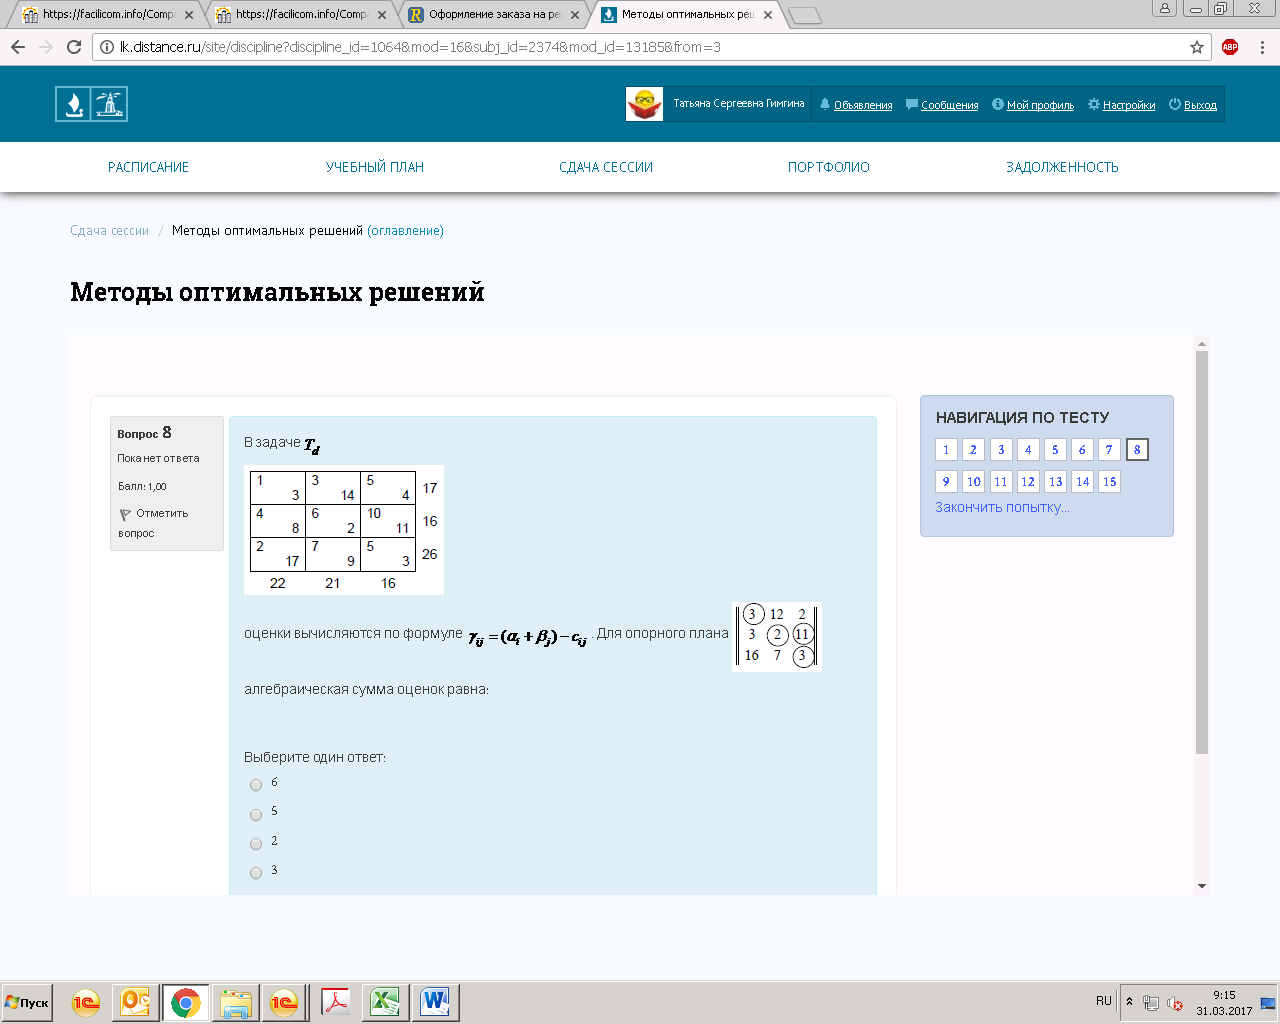 https://facilicom.info/Compa
https://facilicom.info/Compa
Оформление заказа на ре
Методы оптимальных реш
lk.distance.ru/site/discipline?discipline_id=1064&mod=16&subj_id=2374&mod_id=13185&from=3
ABP
Татьяна Сергеевна Гимгина
Объявления
Сообщения
Мой профиль
Настройки
Выход
РАСПИСАНИЕ
УЧЕБНЫЙ ПЛАН
СДАЧА СЕССИИ
ПОРТФОЛИО
ЗАДОЛЖЕННОСТЬ
Сдача сессии / Методы оптимальных решений (оглавление)
Методы оптимальных решений
Вопрос 8
Пока нет ответа
Балл: 1,00
Отметить
вопрос
В задаче T_d
1 3 5
3 14 4 17
4 6 10
8 2 11 16
2 7 5
17 9 3 26
22 21 16
оценки вычисляются по формуле γ_ij = (α_i + β_j) − c_ij . Для опорного плана
3 12 2
3 2 11
16 7 3
алгебраическая сумма оценок равна:
Выберите один ответ:
6
5
2
3
НАВИГАЦИЯ ПО ТЕСТУ
1 2 3 4 5 6 7 8
9 10 11 12 13 14 15
Закончить попытку...
Пуск
RU
9:15
31.03.2017